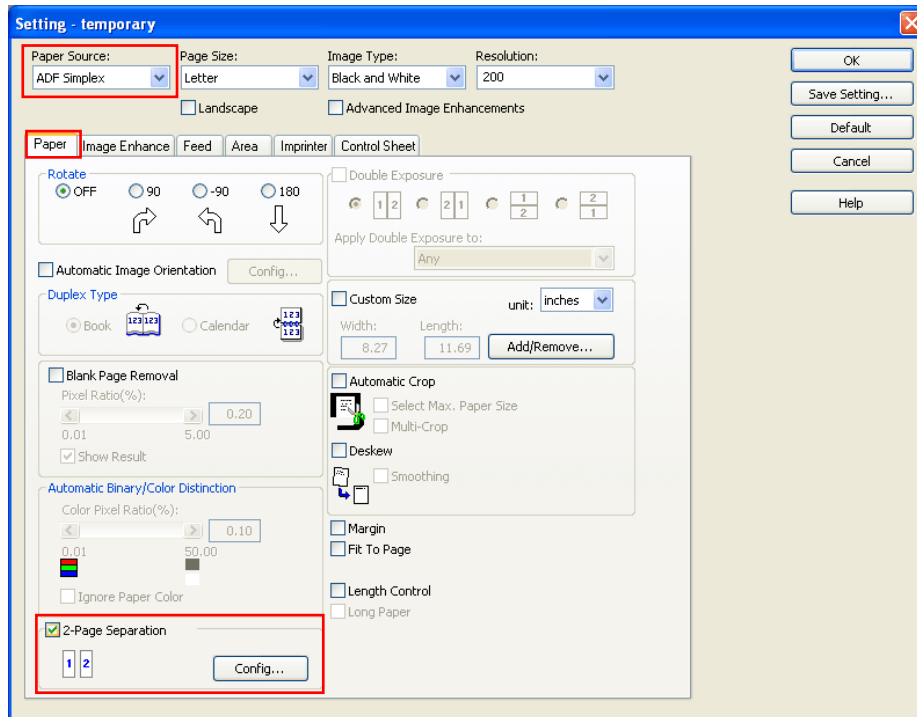 Setting - temporary
Paper Source: Page Size: Image Type: Resolution:
ADF Simplex Letter Black and White 200
Landscape Advanced Image Enhancements
OK
Save Setting...
Default
Cancel
Help
Paper Image Enhance Feed Area Imprinter Control Sheet
Rotate
OFF 90 -90 180
Automatic Image Orientation Config...
Duplex Type
Book 123 123 Calendar 123 000 123
Blank Page Removal
Pixel Ratio(%):
0.20
0.01 5.00
Show Result
Automatic Binary/Color Distinction
Color Pixel Ratio(%):
0.10
0.01 50.00
Ignore Paper Color
2-Page Separation
1 2 Config...
Double Exposure
1 2 2 1 1 2 2 1
Apply Double Exposure to:
Any
Custom Size unit: inches
Width: Length:
8.27 11.69 Add/Remove...
Automatic Crop
Select Max. Paper Size
Multi-Crop
Deskew
Smoothing
Margin
Fit To Page
Length Control
Long Paper